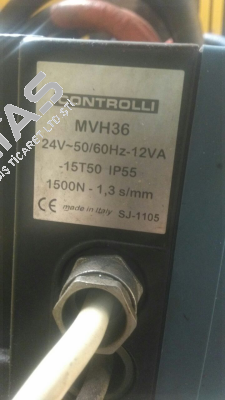 CONTROLLI
MVH36
24V~50/60Hz-12VA
-15T50 IP55
1500N - 1,3 s/mm
CE made in Italy SJ-1105